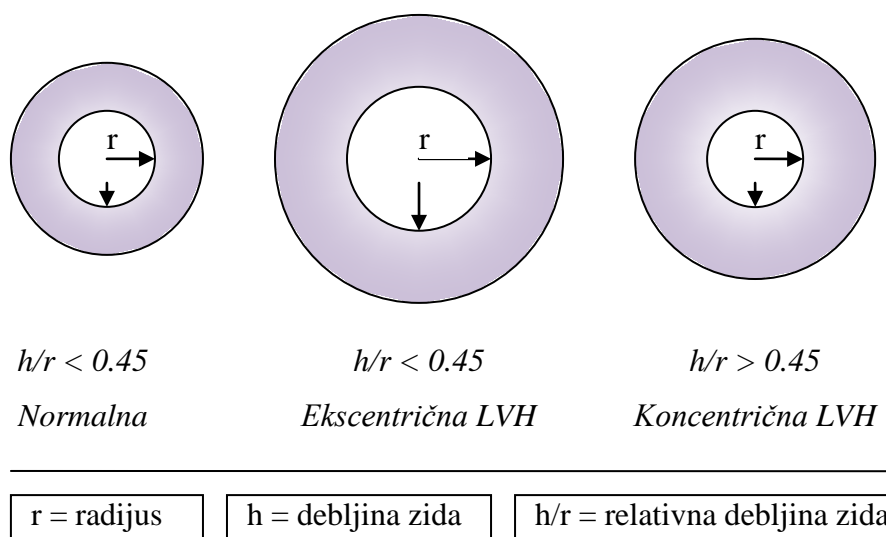 r r r
h/r < 0.45 h/r < 0.45 h/r > 0.45
Normalna Ekscentrična LVH Koncentrična LVH
r = radijus h = debljina zida h/r = relativna debljina zida